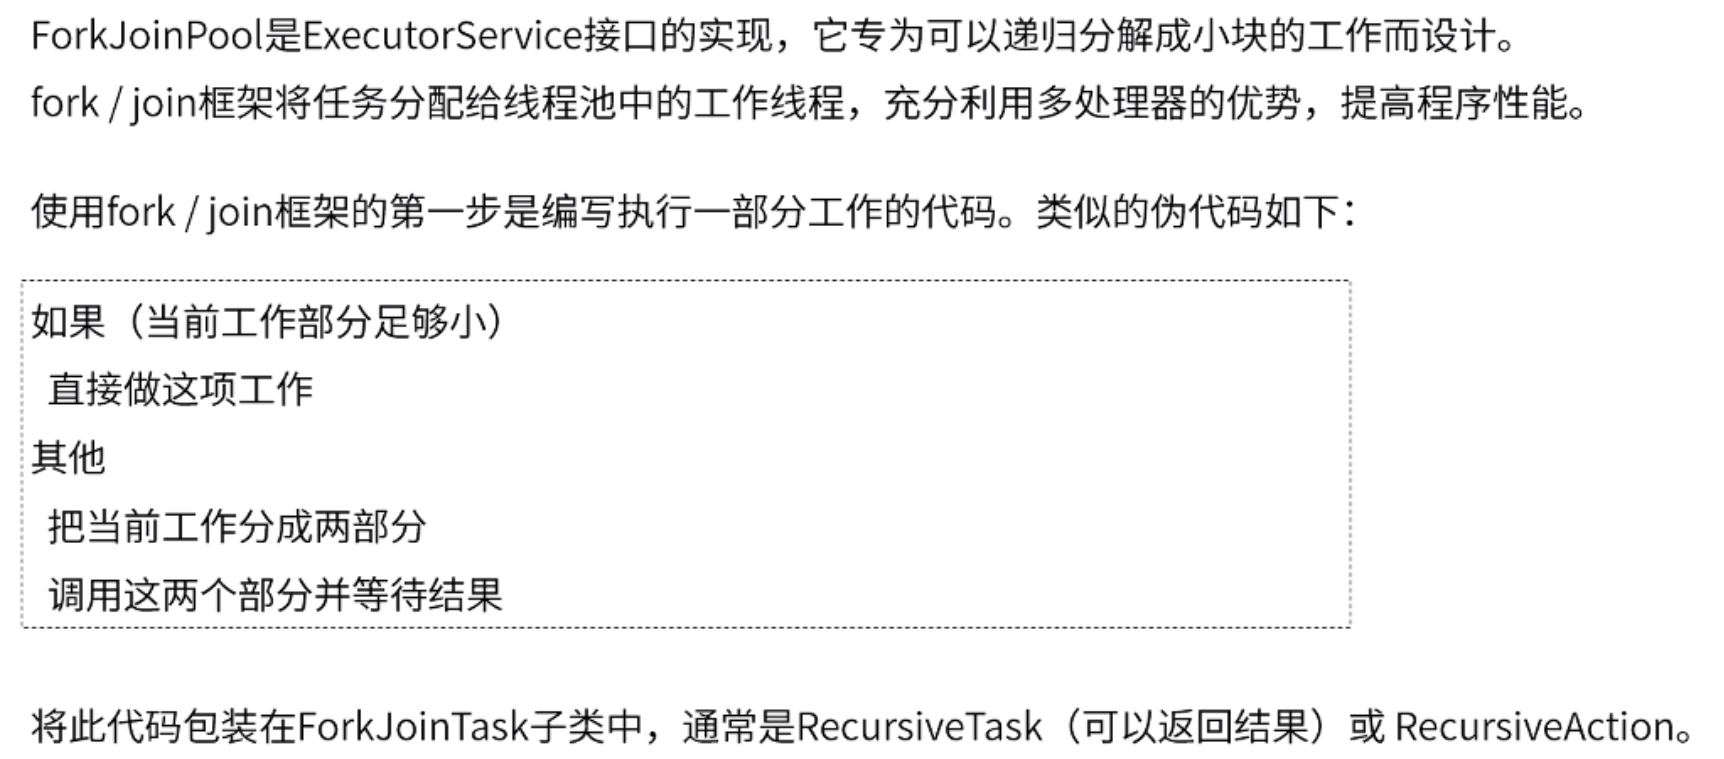 ForkJoinPool是ExecutorService接口的实现，它专为可以递归分解成小块的工作而设计。
fork / join框架将任务分配给线程池中的工作线程，充分利用多处理器的优势，提高程序性能。
使用fork / join框架的第一步是编写执行一部分工作的代码。类似的伪代码如下：
如果（当前工作部分足够小）
直接做这项工作
其他
把当前工作分成两部分
调用这两个部分并等待结果
将此代码包装在ForkJoinTask子类中，通常是RecursiveTask（可以返回结果）或 RecursiveAction。